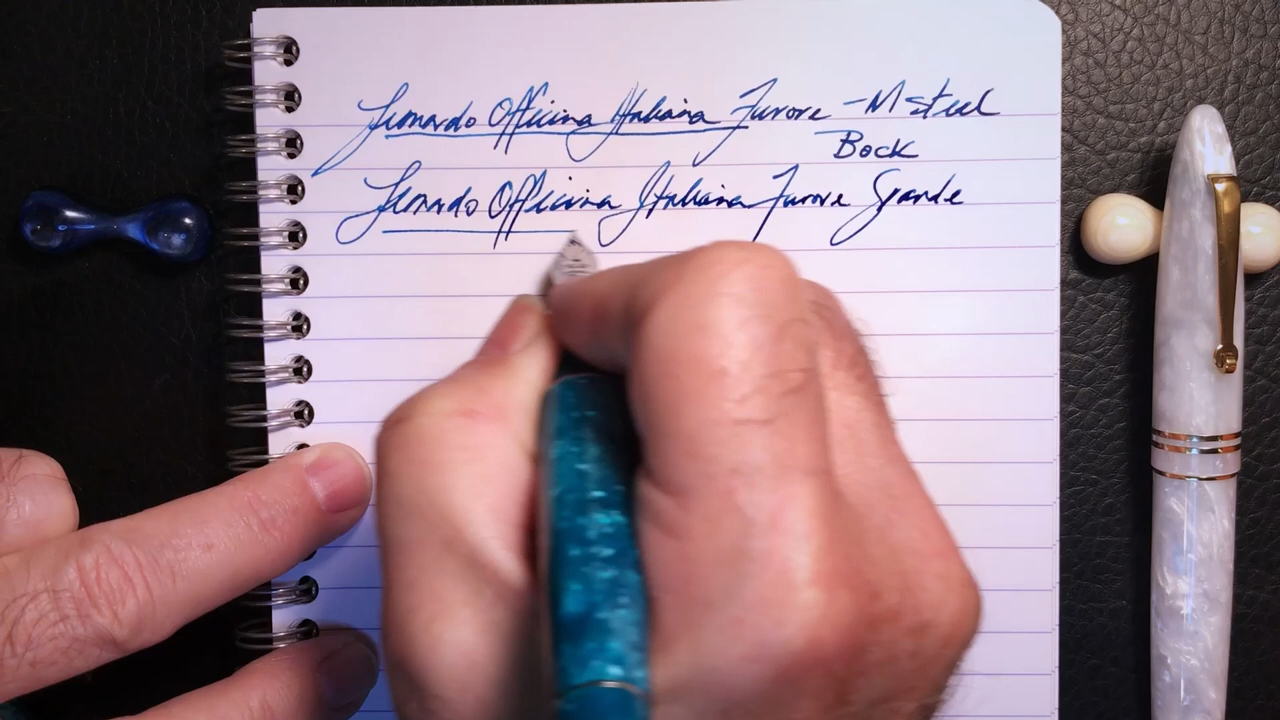 Leonardo Officina Italiana Furore - M Steel
Bock
Leonardo Officina Italiana Furore Grande